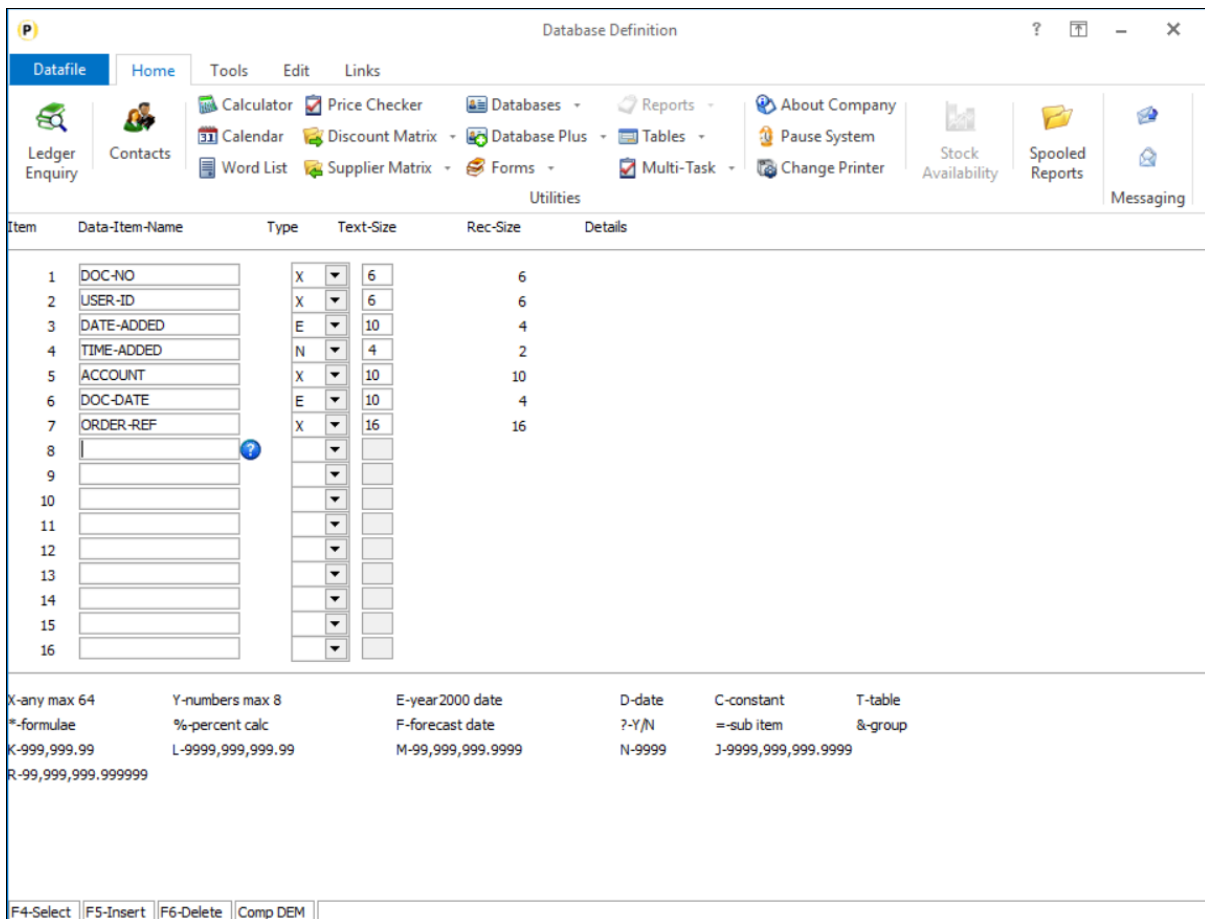 P Database Definition ?
Datafile Home Tools Edit Links
Calculator Price Checker Databases Reports About Company
Calendar Discount Matrix Database Plus Tables Pause System
Word List Supplier Matrix Forms Multi-Task Change Printer
Ledger Enquiry
Contacts
Stock Availability
Spooled Reports
31
Utilities Messaging
Item Data-Item-Name Type Text-Size Rec-Size Details
1 DOC-NO X 6 6
2 USER-ID X 6 6
3 DATE-ADDED E 10 4
4 TIME-ADDED N 4 2
5 ACCOUNT X 10 10
6 DOC-DATE E 10 4
7 ORDER-REF X 16 16
8 ?
9
10
11
12
13
14
15
16
X-any max 64 Y-numbers max 8 E-year2000 date D-date C-constant T-table
*-formulae %-percent calc F-forecast date ?-Y/N =-sub item &-group
K-999,999.99 L-9999,999,999.99 M-99,999,999.9999 N-9999 J-9999,999,999.9999
R-99,999,999.999999
F4-Select F5-Insert F6-Delete Comp DEM